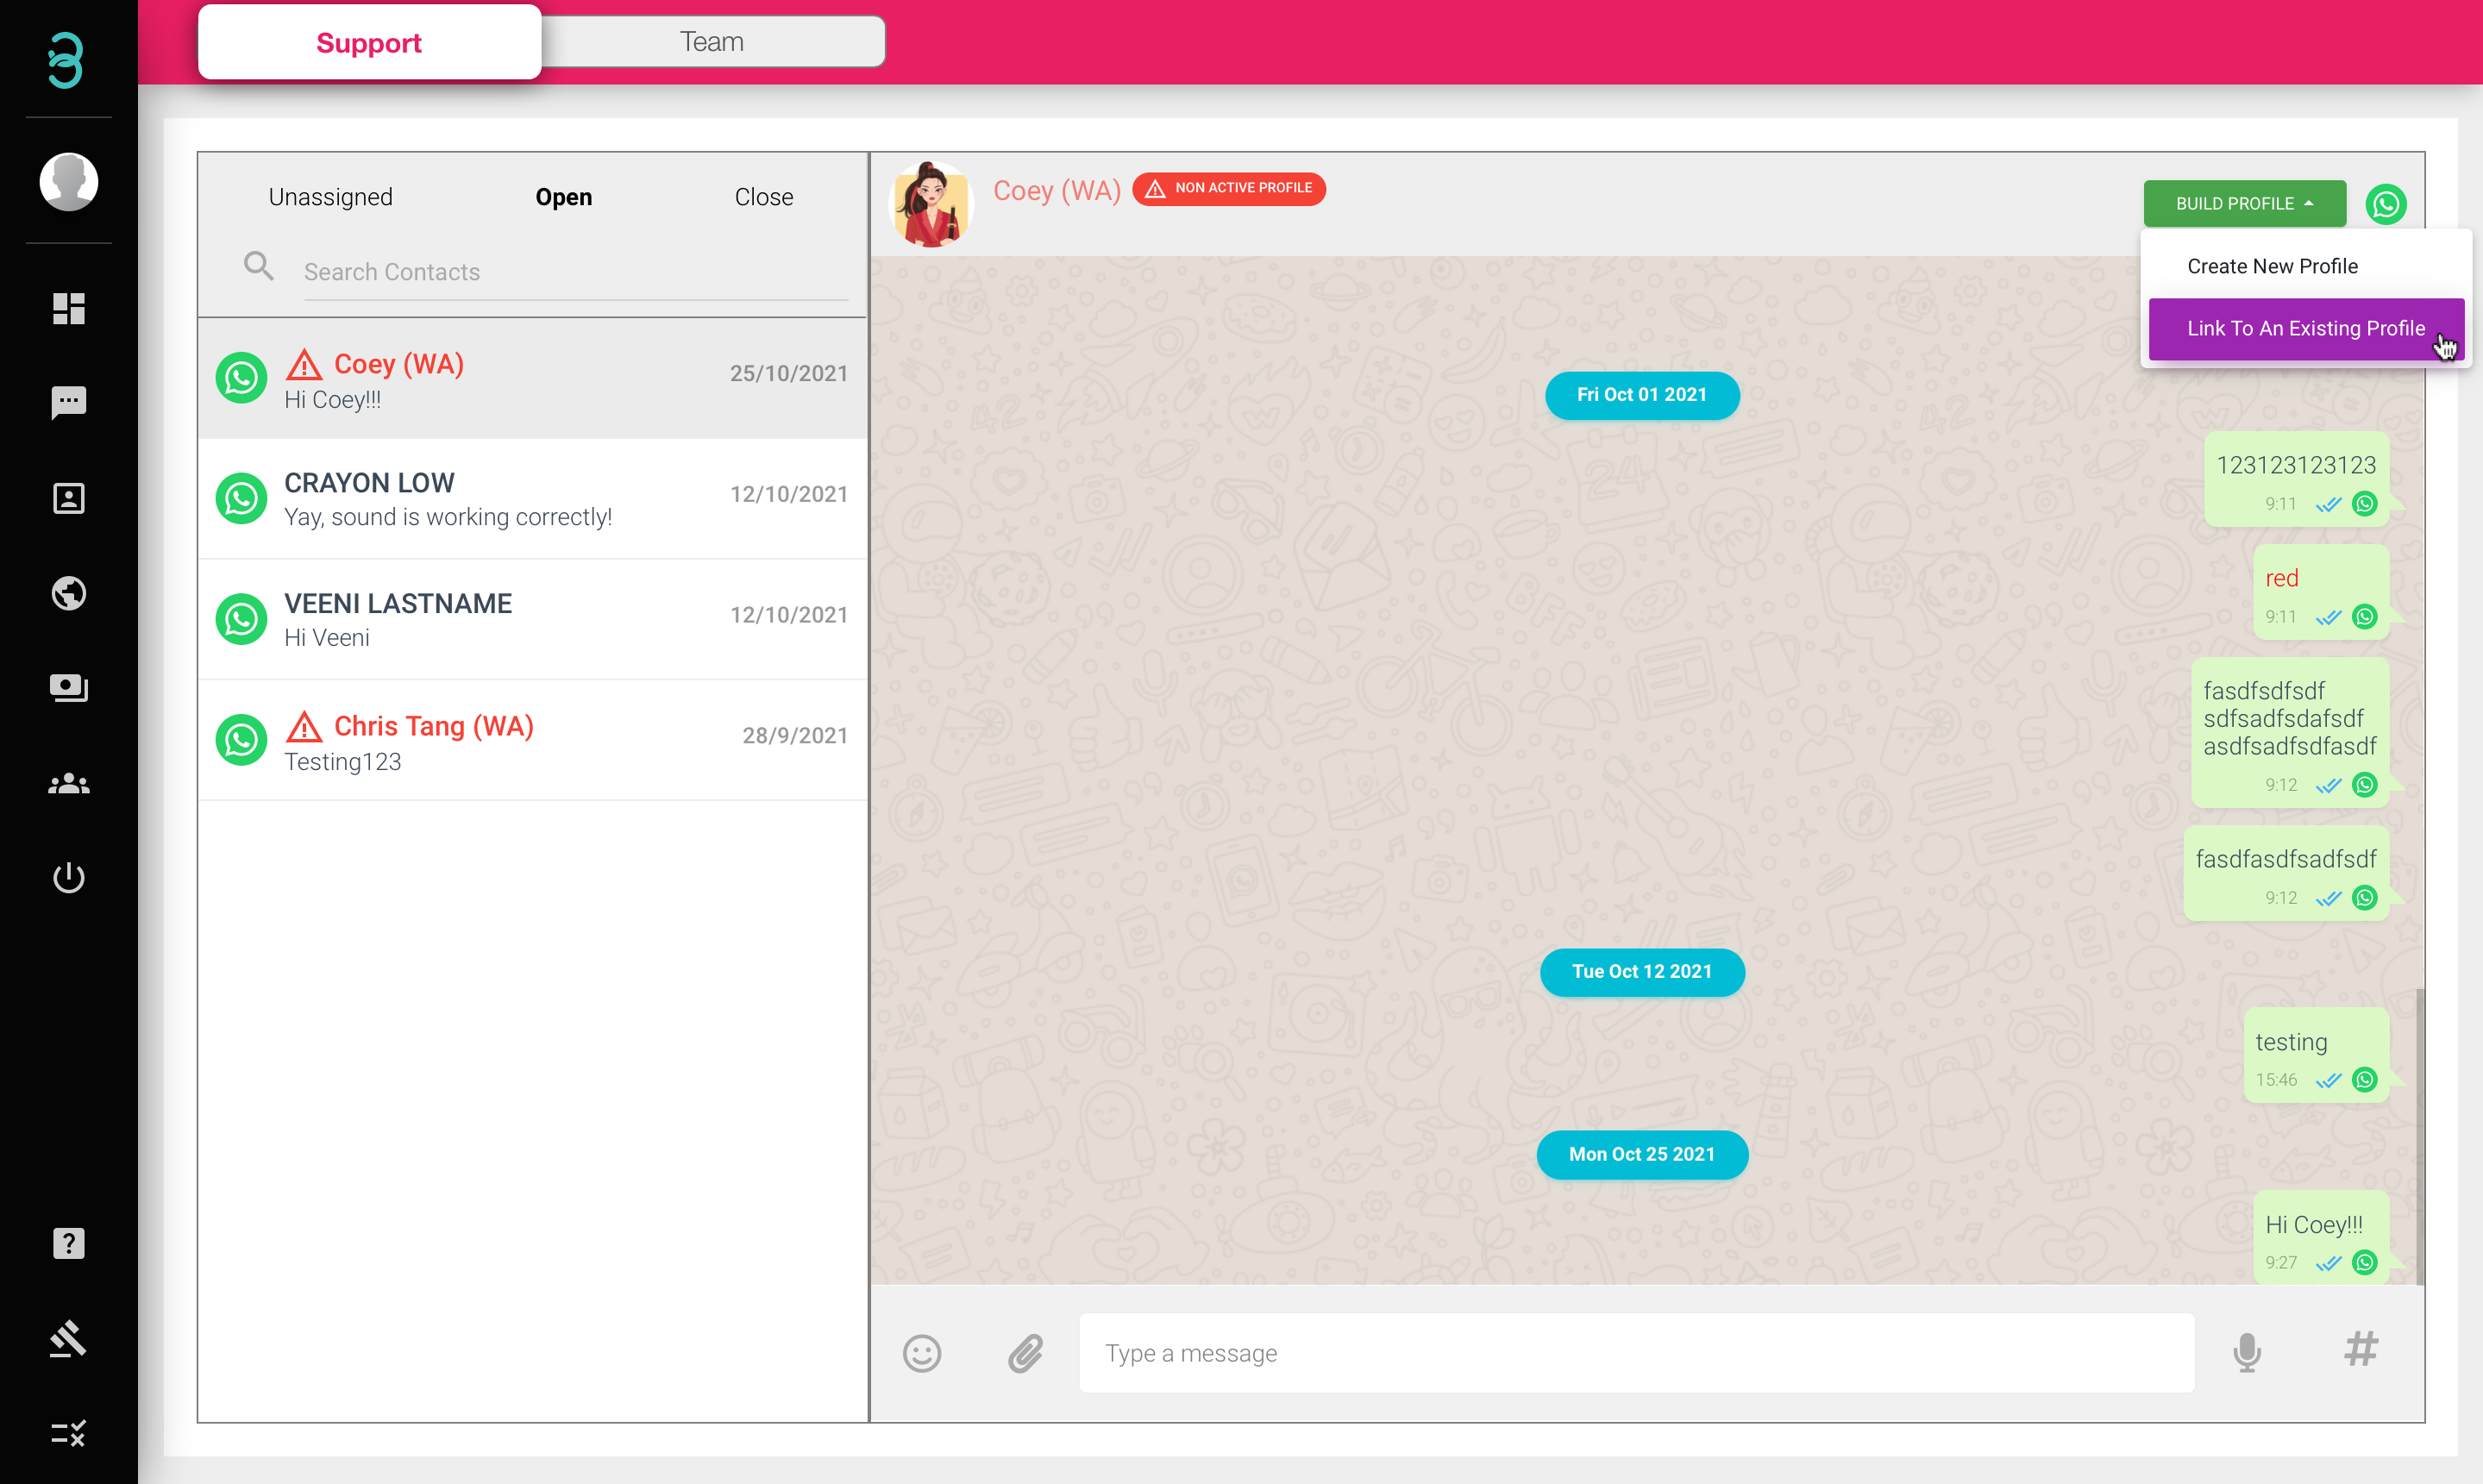 Support
Team
Unassigned
Open
Close
Search Contacts
Coey (WA)
25/10/2021
Hi Coey!!!
CRAYON LOW
12/10/2021
Yay, sound is working correctly!
VEENI LASTNAME
12/10/2021
Hi Veeni
Chris Tang (WA)
28/9/2021
Testing123
Coey (WA)
NON ACTIVE PROFILE
BUILD PROFILE
Create New Profile
Link To An Existing Profile
Fri Oct 01 2021
123123123123
9:11
red
9:11
fasdfsdfsdf
sdfsadfsdafsdf
asdfsadfsdfasdf
9:12
fasdfasdfsadfsdf
9:12
Tue Oct 12 2021
testing
15:46
Mon Oct 25 2021
Hi Coey!!!
9:27
Type a message
#